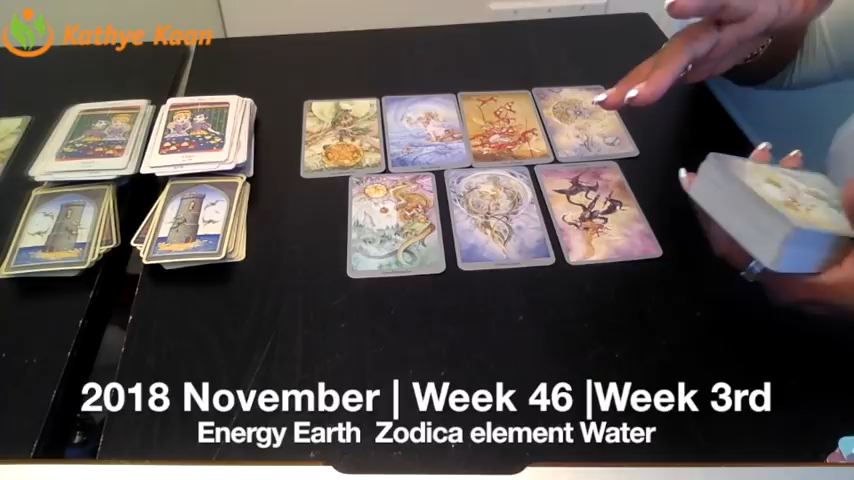 Kathye Kaan
2018 November | Week 46 |Week 3rd
Energy Earth Zodica element Water